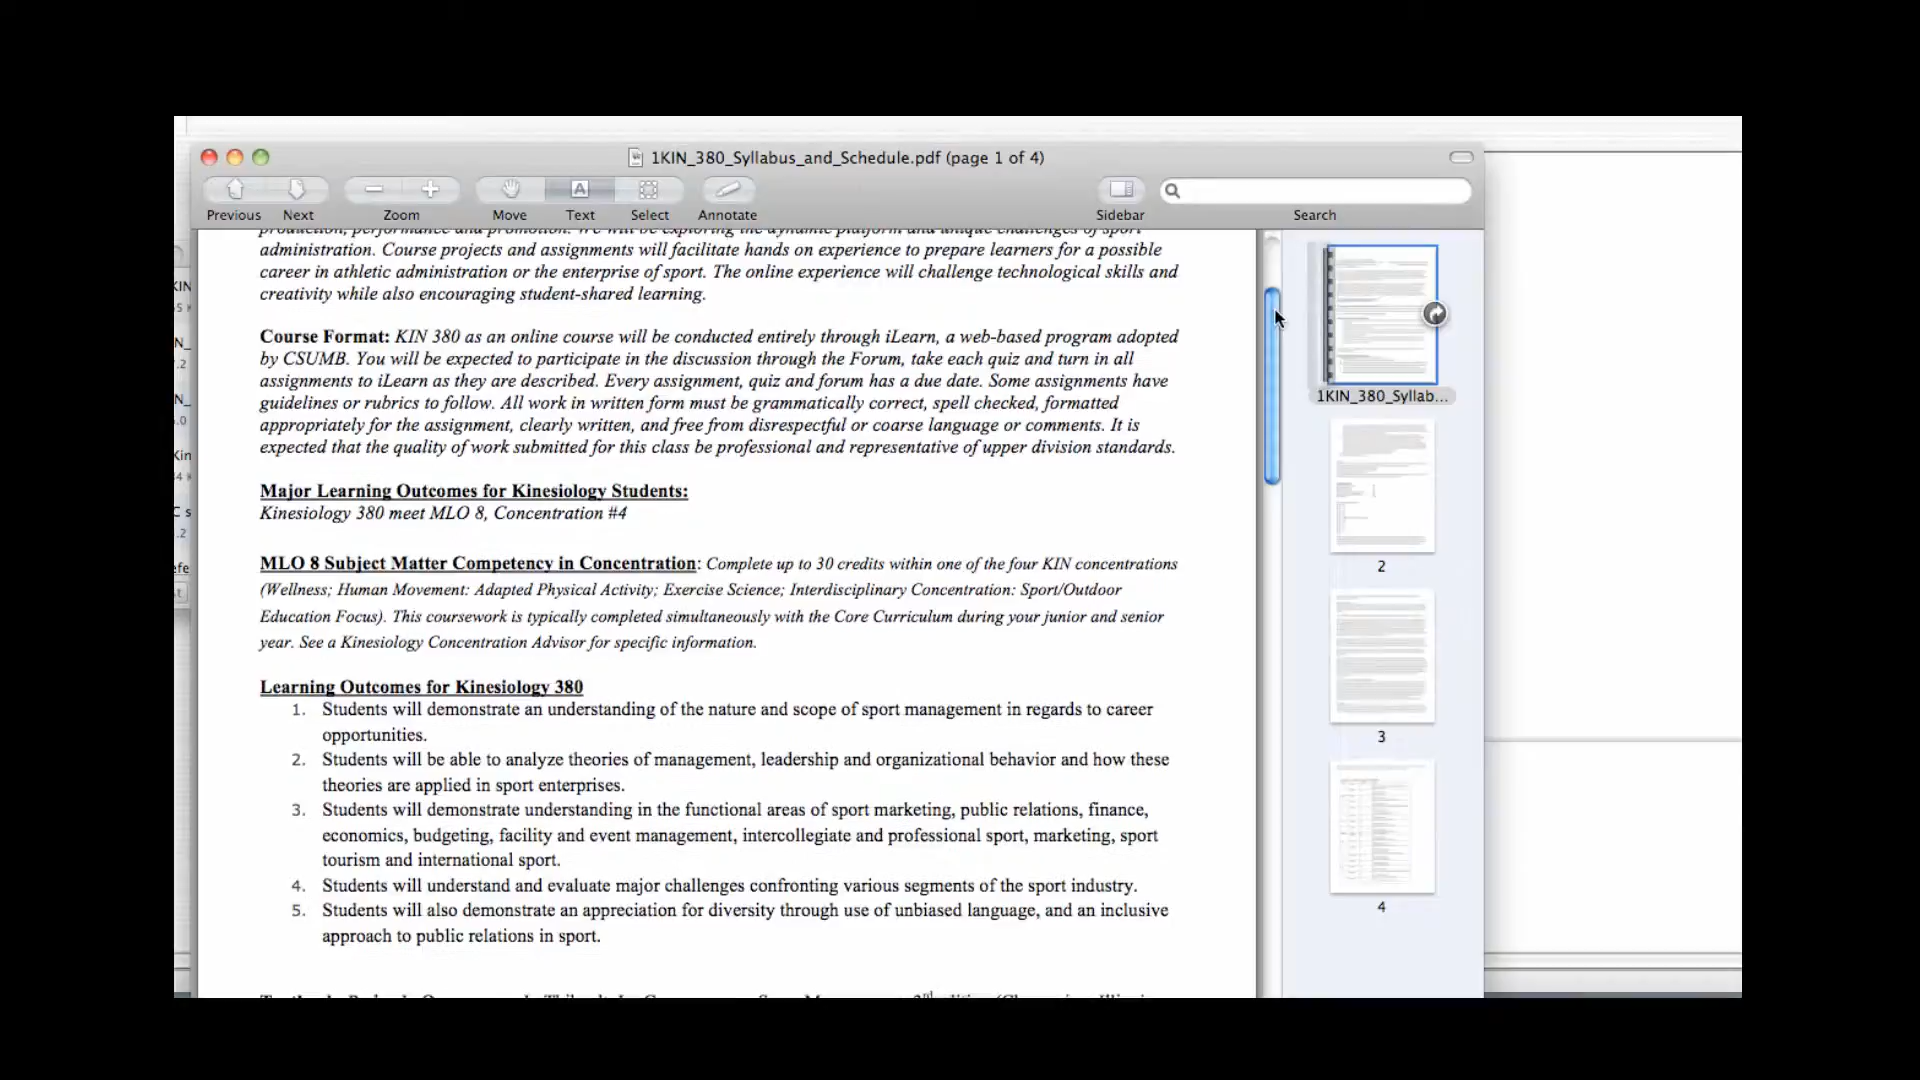 1KIN_380_Syllabus_and_Schedule.pdf (page 1 of 4)
Previous Next Zoom Move Text Select Annotate Sidebar Search
production, performance and promotion. We will be exploring the dynamic platform and unique challenges of sport
administration. Course projects and assignments will facilitate hands on experience to prepare learners for a possible
career in athletic administration or the enterprise of sport. The online experience will challenge technological skills and
creativity while also encouraging student-shared learning.
Course Format: KIN 380 as an online course will be conducted entirely through iLearn, a web-based program adopted
by CSUMB. You will be expected to participate in the discussion through the Forum, take each quiz and turn in all
assignments to iLearn as they are described. Every assignment, quiz and forum has a due date. Some assignments have
guidelines or rubrics to follow. All work in written form must be grammatically correct, spell checked, formatted
appropriately for the assignment, clearly written, and free from disrespectful or coarse language or comments. It is
expected that the quality of work submitted for this class be professional and representative of upper division standards.
Major Learning Outcomes for Kinesiology Students:
Kinesiology 380 meet MLO 8, Concentration #4
MLO 8 Subject Matter Competency in Concentration: Complete up to 30 credits within one of the four KIN concentrations
(Wellness; Human Movement: Adapted Physical Activity; Exercise Science; Interdisciplinary Concentration: Sport/Outdoor
Education Focus). This coursework is typically completed simultaneously with the Core Curriculum during your junior and senior
year. See a Kinesiology Concentration Advisor for specific information.
Learning Outcomes for Kinesiology 380
1. Students will demonstrate an understanding of the nature and scope of sport management in regards to career
opportunities.
2. Students will be able to analyze theories of management, leadership and organizational behavior and how these
theories are applied in sport enterprises.
3. Students will demonstrate understanding in the functional areas of sport marketing, public relations, finance,
economics, budgeting, facility and event management, intercollegiate and professional sport, marketing, sport
tourism and international sport.
4. Students will understand and evaluate major challenges confronting various segments of the sport industry.
5. Students will also demonstrate an appreciation for diversity through use of unbiased language, and an inclusive
approach to public relations in sport.
1KIN_380_Syllab...
2
3
4